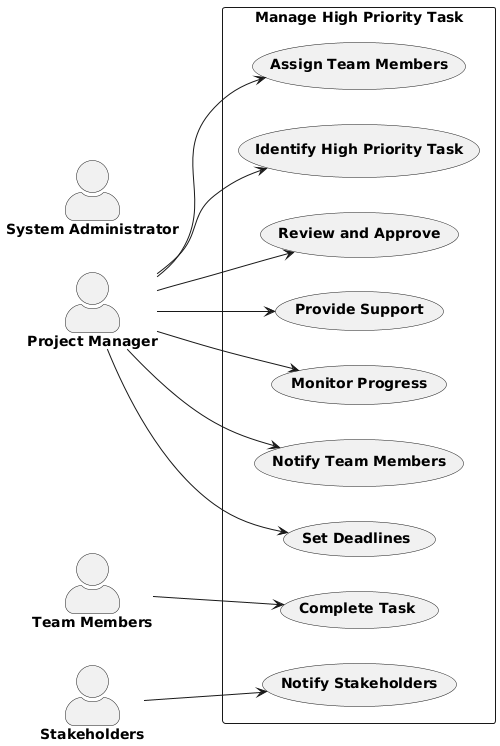 Manage High Priority Task
Assign Team Members
Identify High Priority Task
System Administrator
Review and Approve
Provide Support
Project Manager
Monitor Progress
Notify Team Members
Set Deadlines
Complete Task
Team Members
Notify Stakeholders
Stakeholders